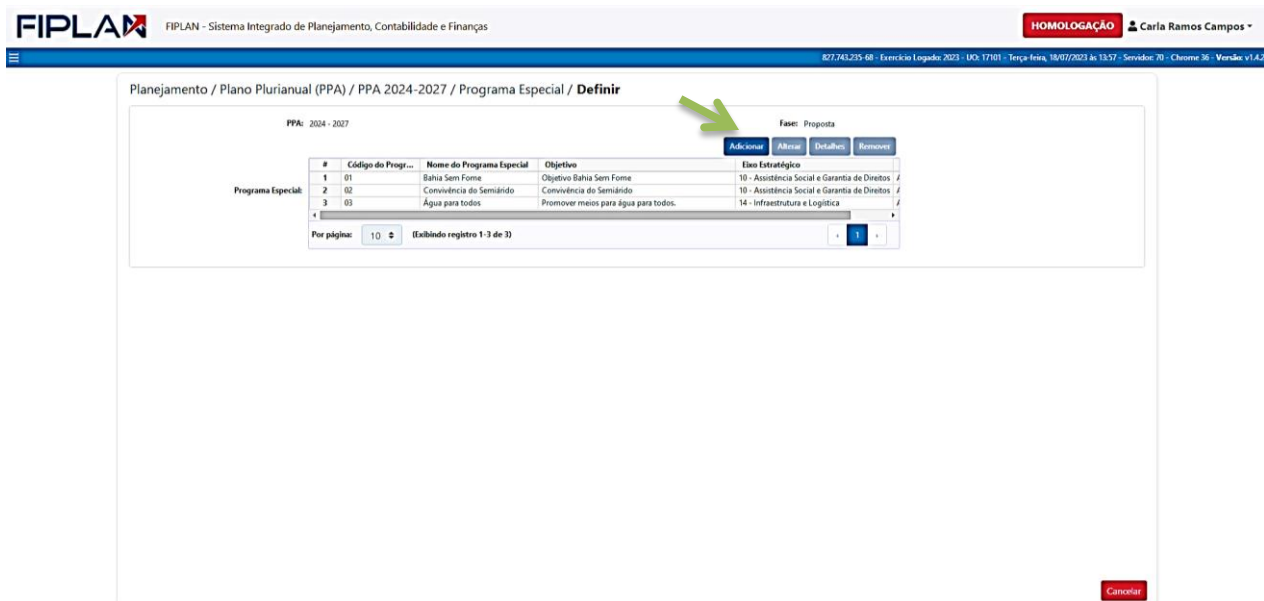 FIPLAN FIPLAN - Sistema Integrado de Planejamento, Contabilidade e Finanças HOMOLOGAÇÃO Carla Ramos Campos
827.743.235-68 - Exercício Logado: 2023 - UO: 17101 - Terça-feira, 18/07/2023 às 13:57 - Servidor: 70 - Chrome 36 - Versão: v1.4.2
Planejamento / Plano Plurianual (PPA) / PPA 2024-2027 / Programa Especial / Definir
PPA: 2024 - 2027 Fase: Proposta
Adicionar Alterar Detalhes Remover
# Código do Progr... Nome do Programa Especial Objetivo Eixo Estratégico
1 01 Bahia Sem Fome Objetivo Bahia Sem Fome 10 - Assistência Social e Garantia de Direitos A
Programa Especial: 2 02 Convivência do Semiárido Convivência do Semiárido 10 - Assistência Social e Garantia de Direitos A
3 03 Água para todos Promover meios para água para todos. 14 - Infraestrutura e Logística A
Por página: 10 (Exibindo registro 1-3 de 3) ‹ 1 ›
Cancelar